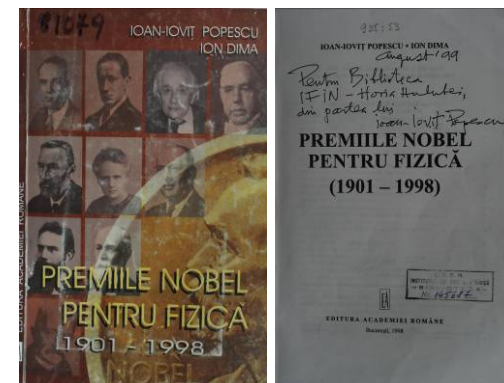 81079
IOAN-IOVIȚ POPESCU
ION DIMA
EDITURA ACADEMIEI ROMÂNE
PREMIILE NOBEL
PENTRU FIZICĂ
1901 - 1998
NOBEL
IOAN-IOVIȚ POPESCU • ION DIMA
august '99
Pentru Biblioteca
IFIN - Horia Hulubei,
din partea lui
Ioan-Ioviț Popescu
PREMIILE NOBEL
PENTRU FIZICĂ
(1901 – 1998)
EDITURA ACADEMIEI ROMÂNE
București, 1998